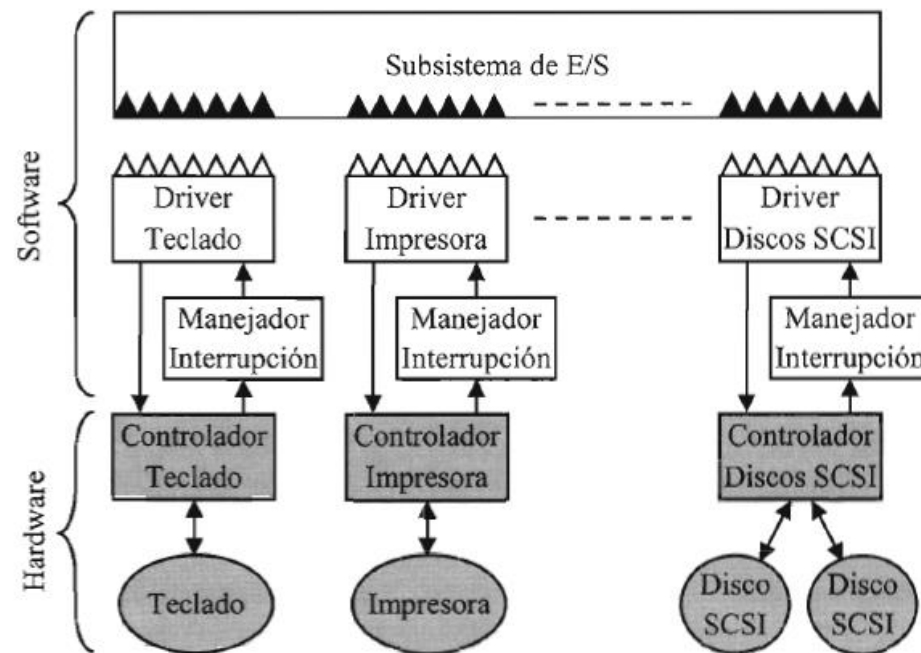 Software
Subsistema de E/S
Driver
Teclado
Driver
Impresora
Driver
Discos SCSI
Manejador
Interrupción
Manejador
Interrupción
Manejador
Interrupción
Hardware
Controlador
Teclado
Controlador
Impresora
Controlador
Discos SCSI
Teclado
Impresora
Disco
SCSI
Disco
SCSI